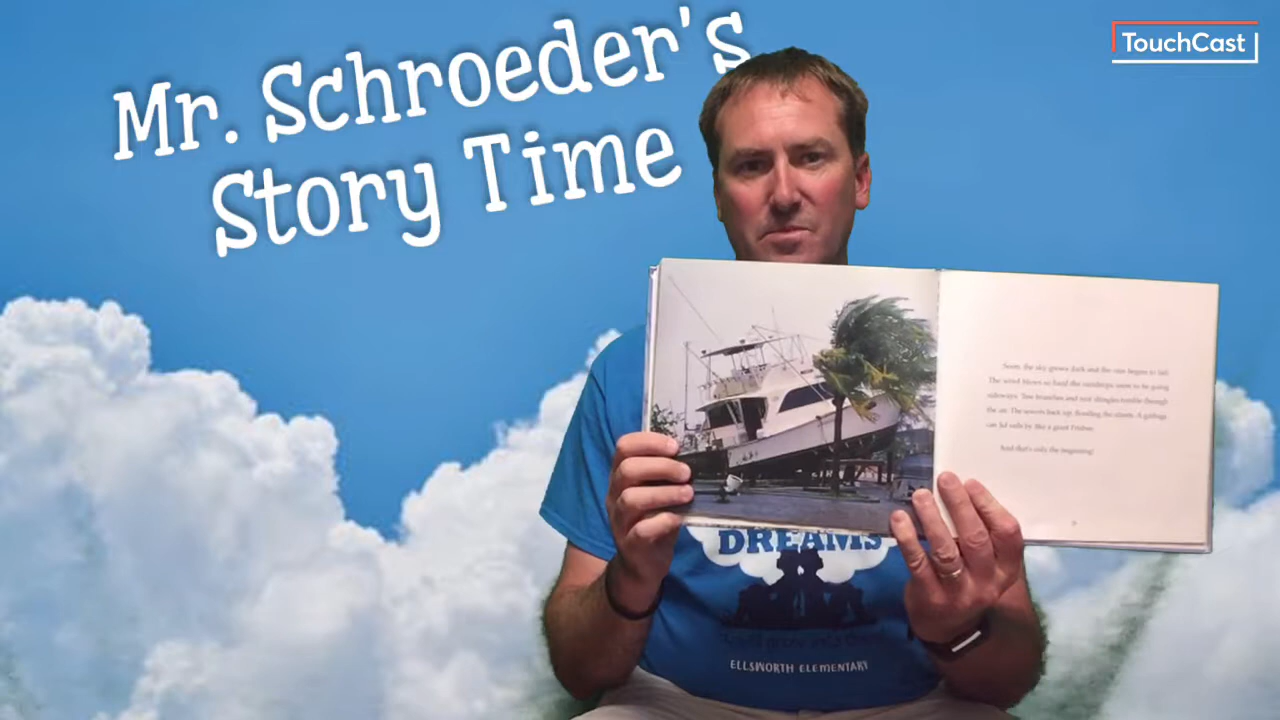 Mr. Schroeder's
Story Time
TouchCast
Soon, the sky grows dark and the rain begins to fall.
The wind blows so hard the raindrops seem to be going
sideways. Tree branches and roof shingles tumble through
the air. The sewers back up, flooding the streets. A garbage
can lid sails by like a giant Frisbee.
And that's only the beginning!
DREAMS
ELLSWORTH ELEMENTARY